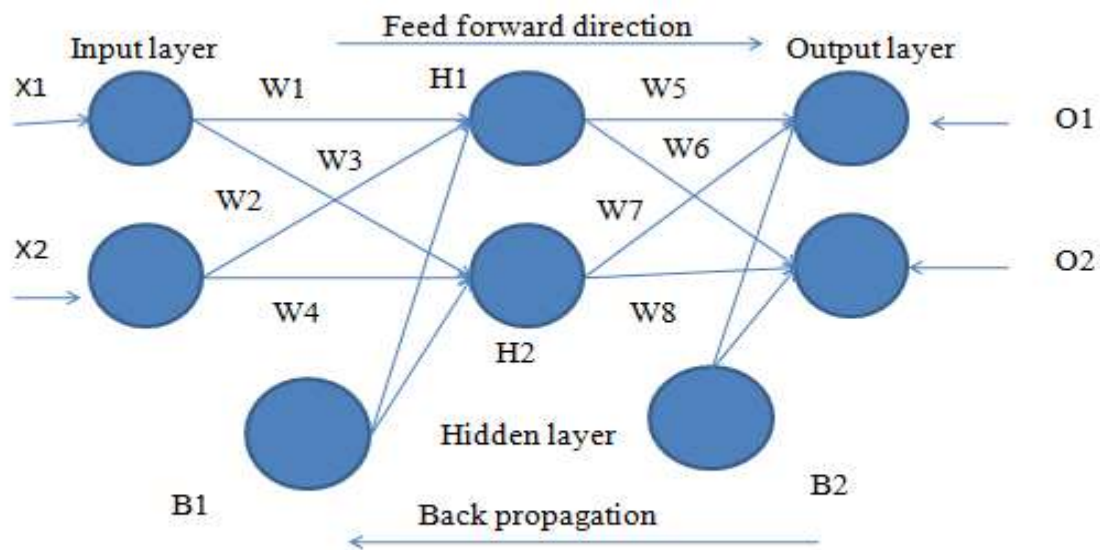 Feed forward direction
Input layer
Output layer
X1
W1
H1
W5
O1
W3
W6
W2
W7
X2
O2
W4
W8
H2
Hidden layer
B1
B2
Back propagation